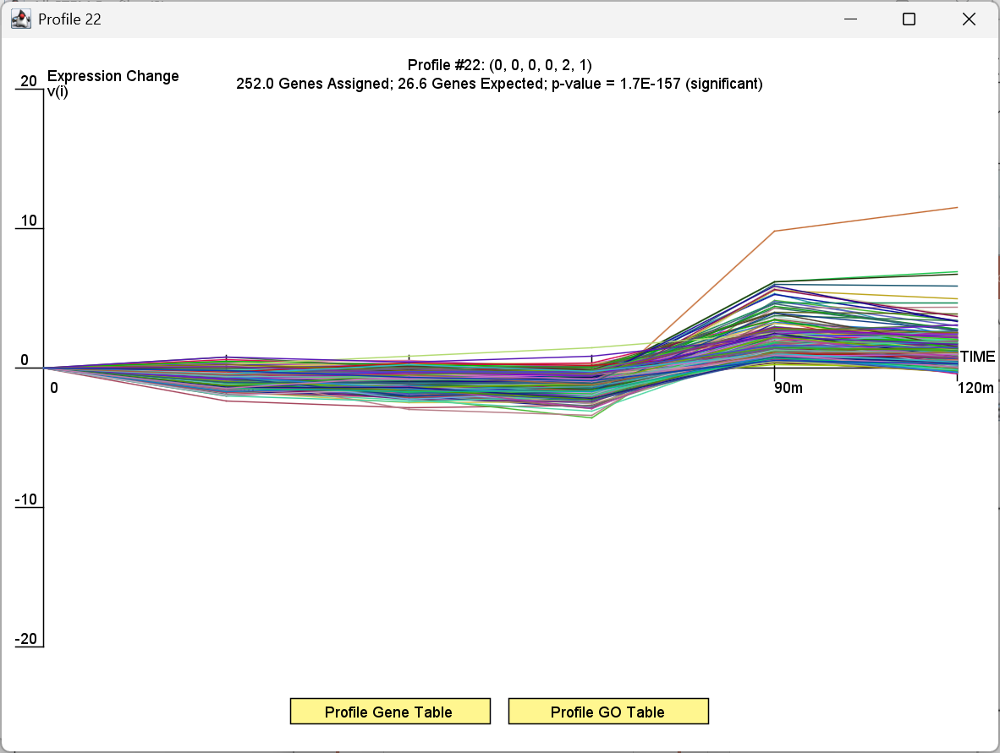 Profile 22
Profile #22: (0, 0, 0, 0, 2, 1)
252.0 Genes Assigned; 26.6 Genes Expected; p-value = 1.7E-157 (significant)
Expression Change
v(i)
20
10
0
-10
-20
0
90m
120m
TIME
Profile Gene Table
Profile GO Table